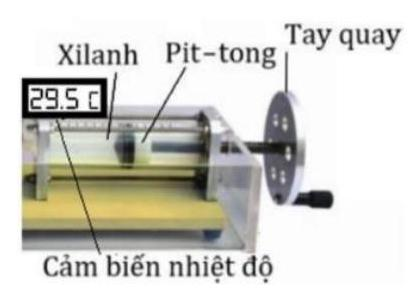 Tay quay
Xilanh Pit-tong
29.5 C
Cảm biến nhiệt độ